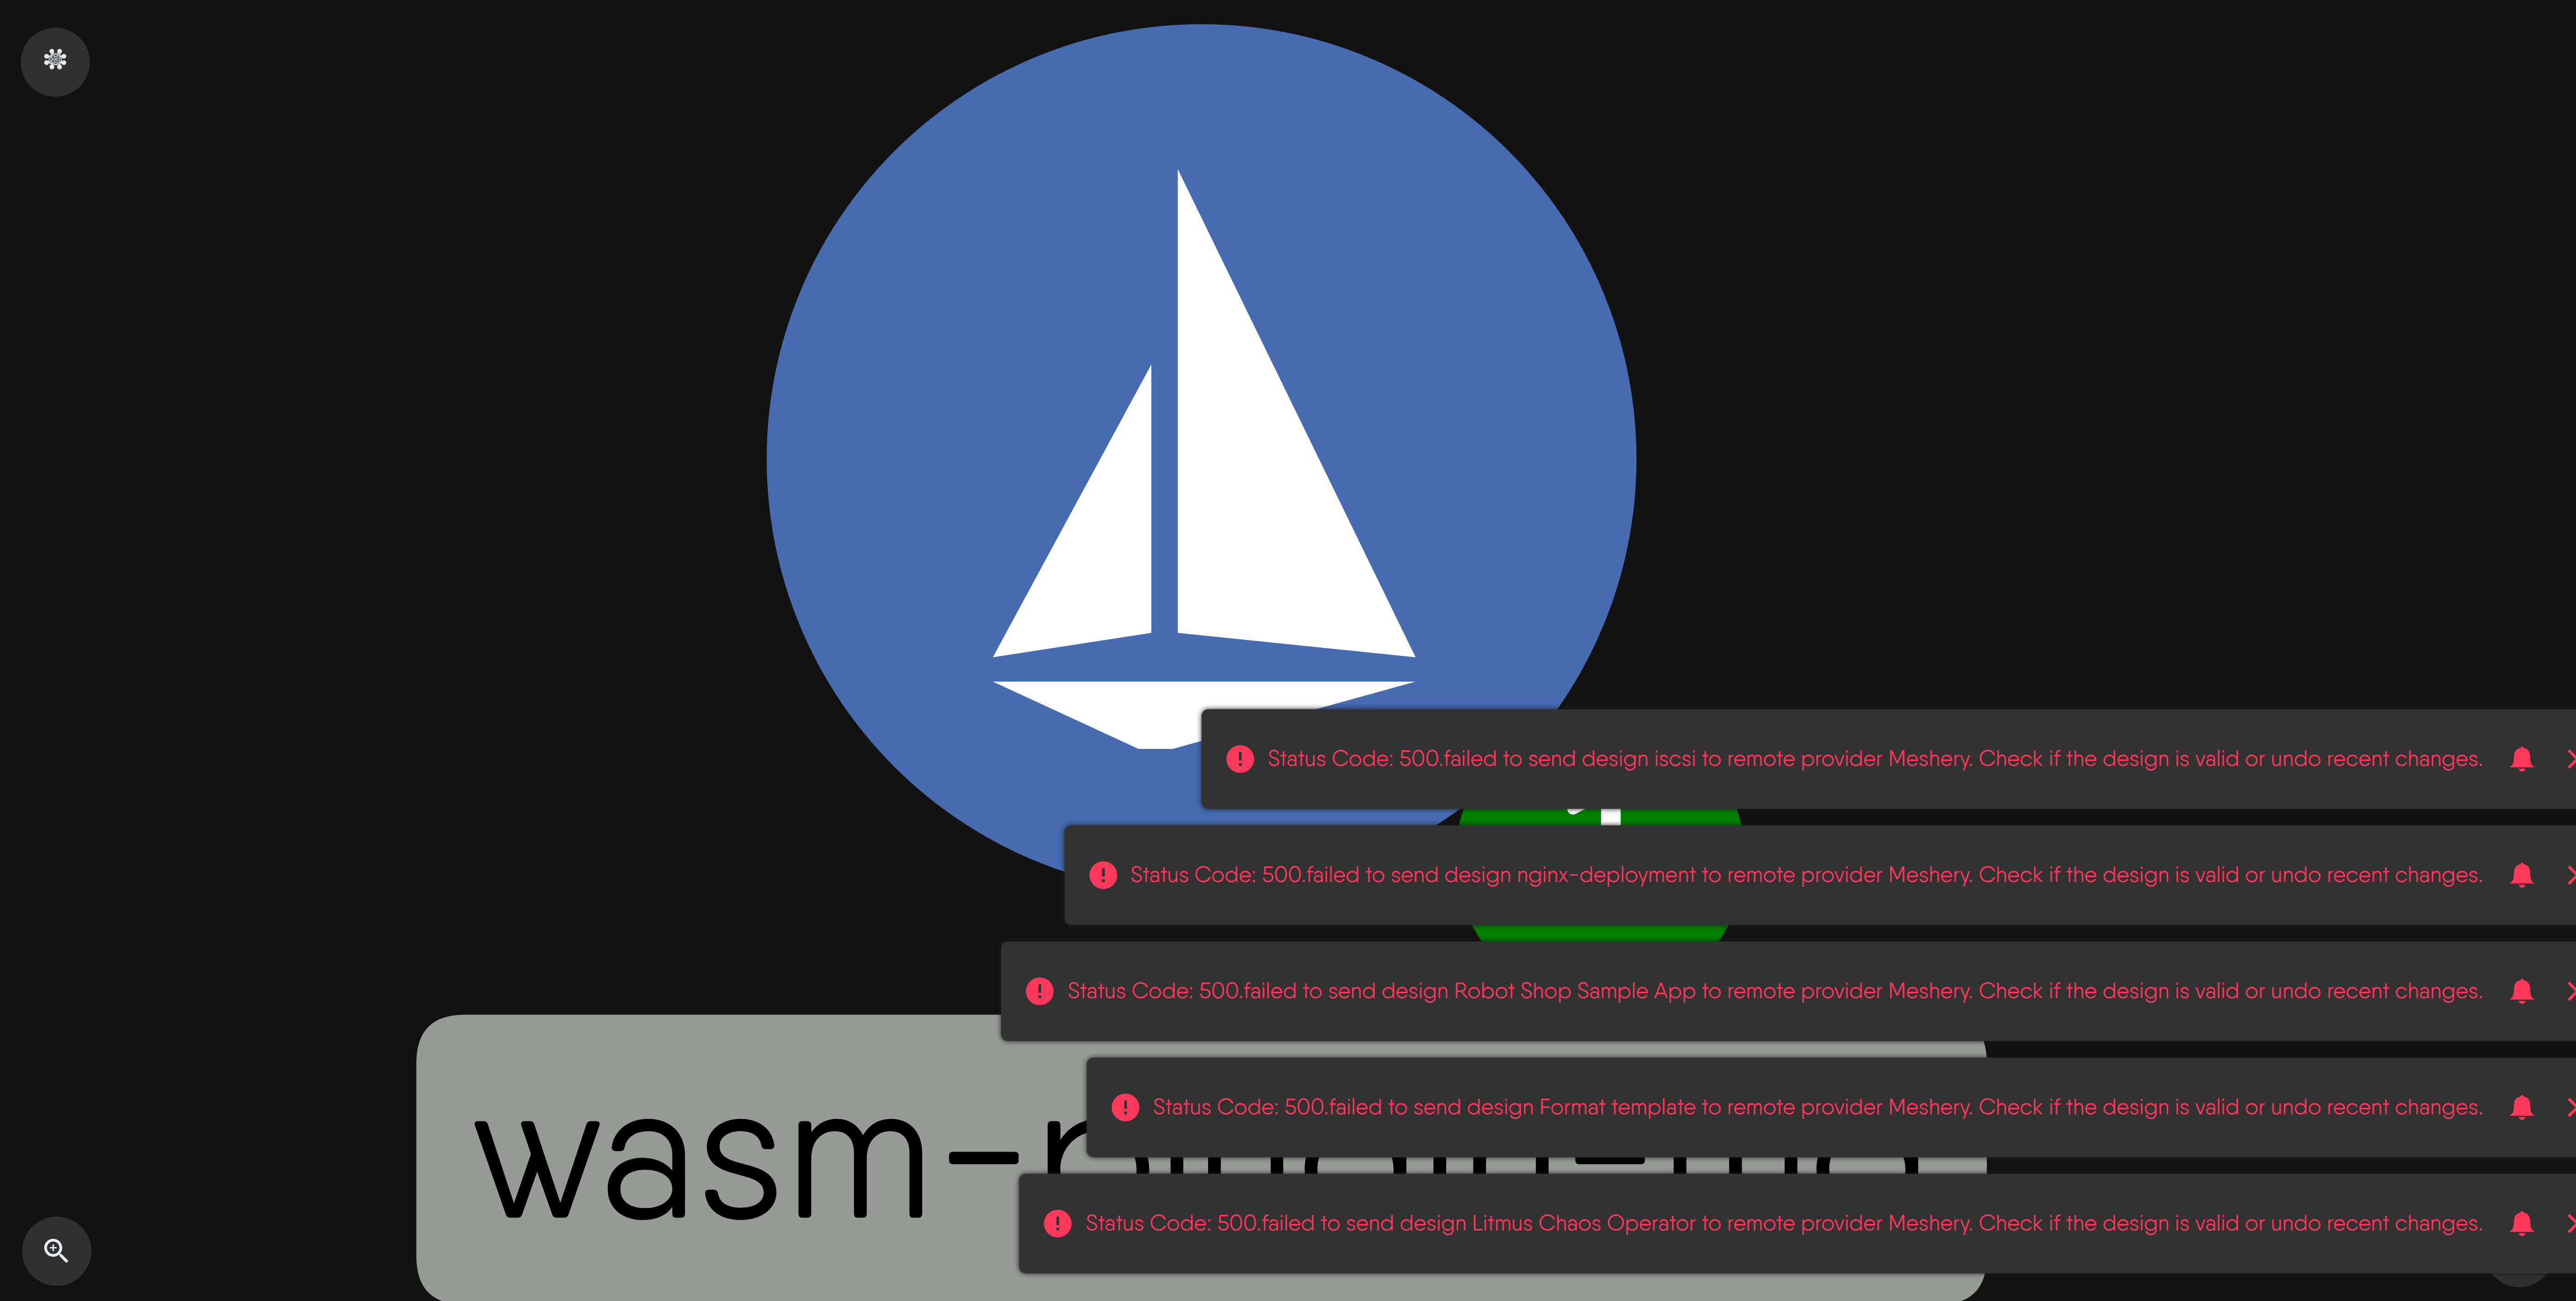 Status Code: 500.failed to send design iscsi to remote provider Meshery. Check if the design is valid or undo recent changes.
Status Code: 500.failed to send design nginx-deployment to remote provider Meshery. Check if the design is valid or undo recent changes.
Status Code: 500.failed to send design Robot Shop Sample App to remote provider Meshery. Check if the design is valid or undo recent changes.
Status Code: 500.failed to send design Format template to remote provider Meshery. Check if the design is valid or undo recent changes.
wasm-
Status Code: 500.failed to send design Litmus Chaos Operator to remote provider Meshery. Check if the design is valid or undo recent changes.